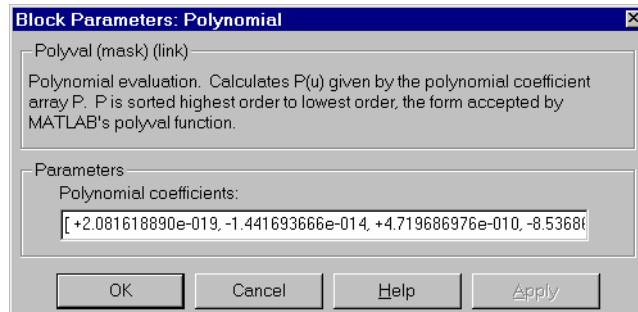 Block Parameters: Polynomial
Polyval (mask) (link)
Polynomial evaluation. Calculates P(u) given by the polynomial coefficient
array P. P is sorted highest order to lowest order, the form accepted by
MATLAB's polyval function.
Parameters
Polynomial coefficients:
[ +2.081618890e-019, -1.441693666e-014, +4.719686976e-010, -8.5368
OK Cancel Help Apply